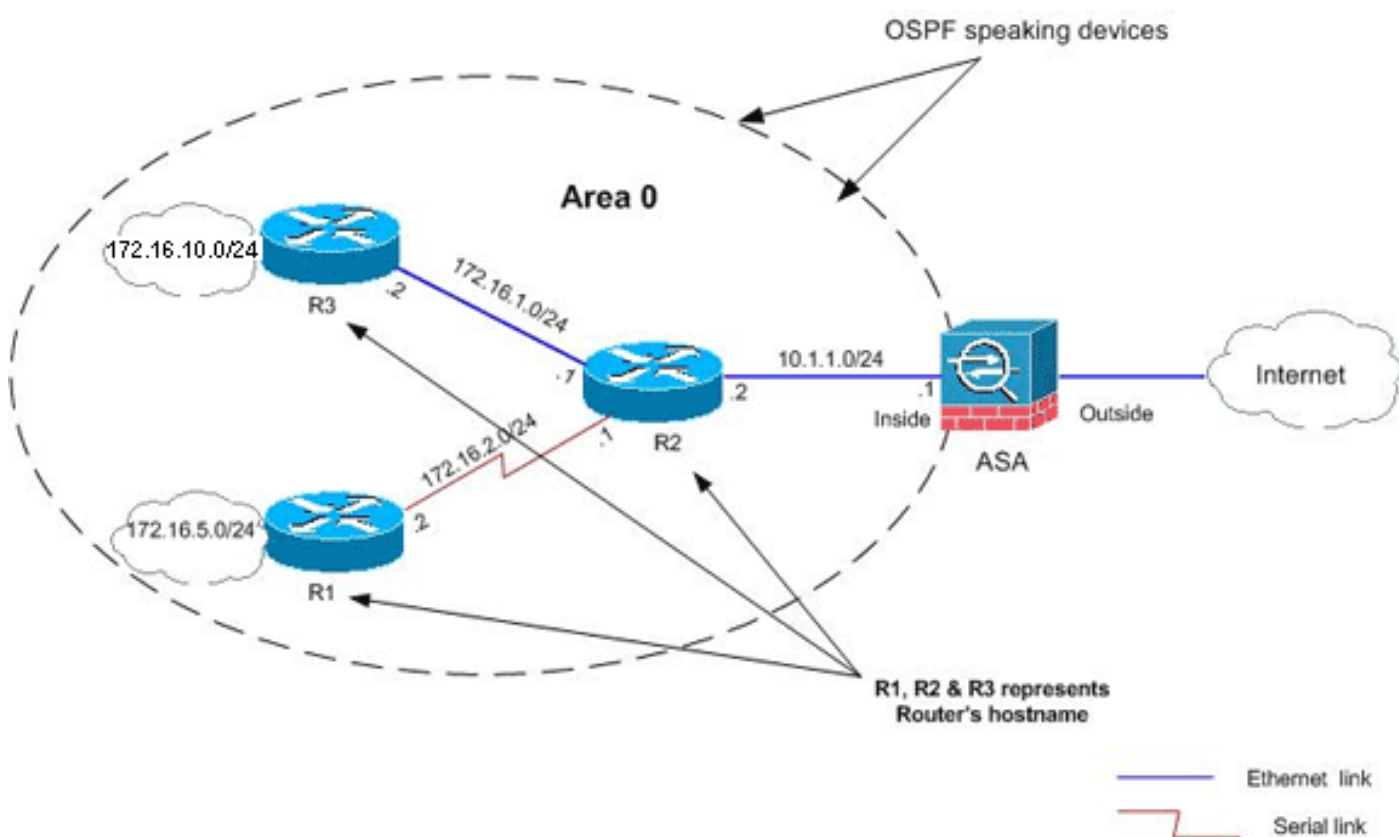 OSPF speaking devices
Area 0
172.16.10.0/24
R3
.2
172.16.1.0/24
.1
R2
.2
10.1.1.0/24
.1
Inside
Outside
ASA
Internet
172.16.2.0/24
.1
.2
172.16.5.0/24
R1
R1, R2 & R3 represents
Router's hostname
Ethernet link
Serial link